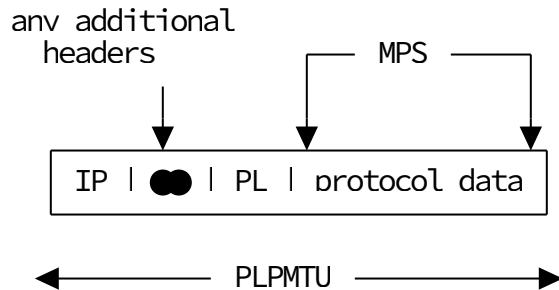 any additional
headers
MPS
IP | ●● | PL | protocol data
PLPMTU